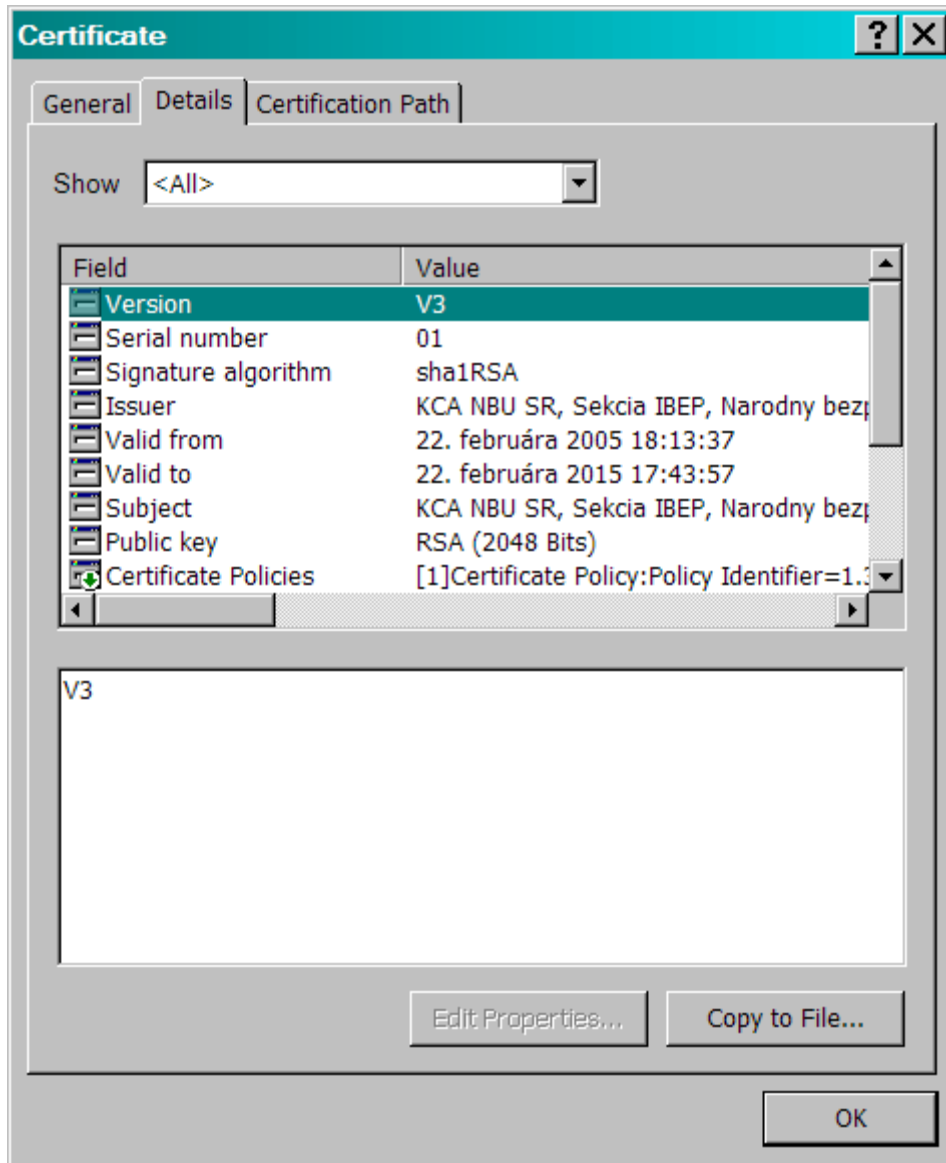 Certificate
General Details Certification Path
Show <All>
Field Value
Version V3
Serial number 01
Signature algorithm sha1RSA
Issuer KCA NBU SR, Sekcia IBEP, Narodny bezp
Valid from 22. februára 2005 18:13:37
Valid to 22. februára 2015 17:43:57
Subject KCA NBU SR, Sekcia IBEP, Narodny bezp
Public key RSA (2048 Bits)
Certificate Policies [1]Certificate Policy:Policy Identifier=1.3
V3
Edit Properties... Copy to File...
OK